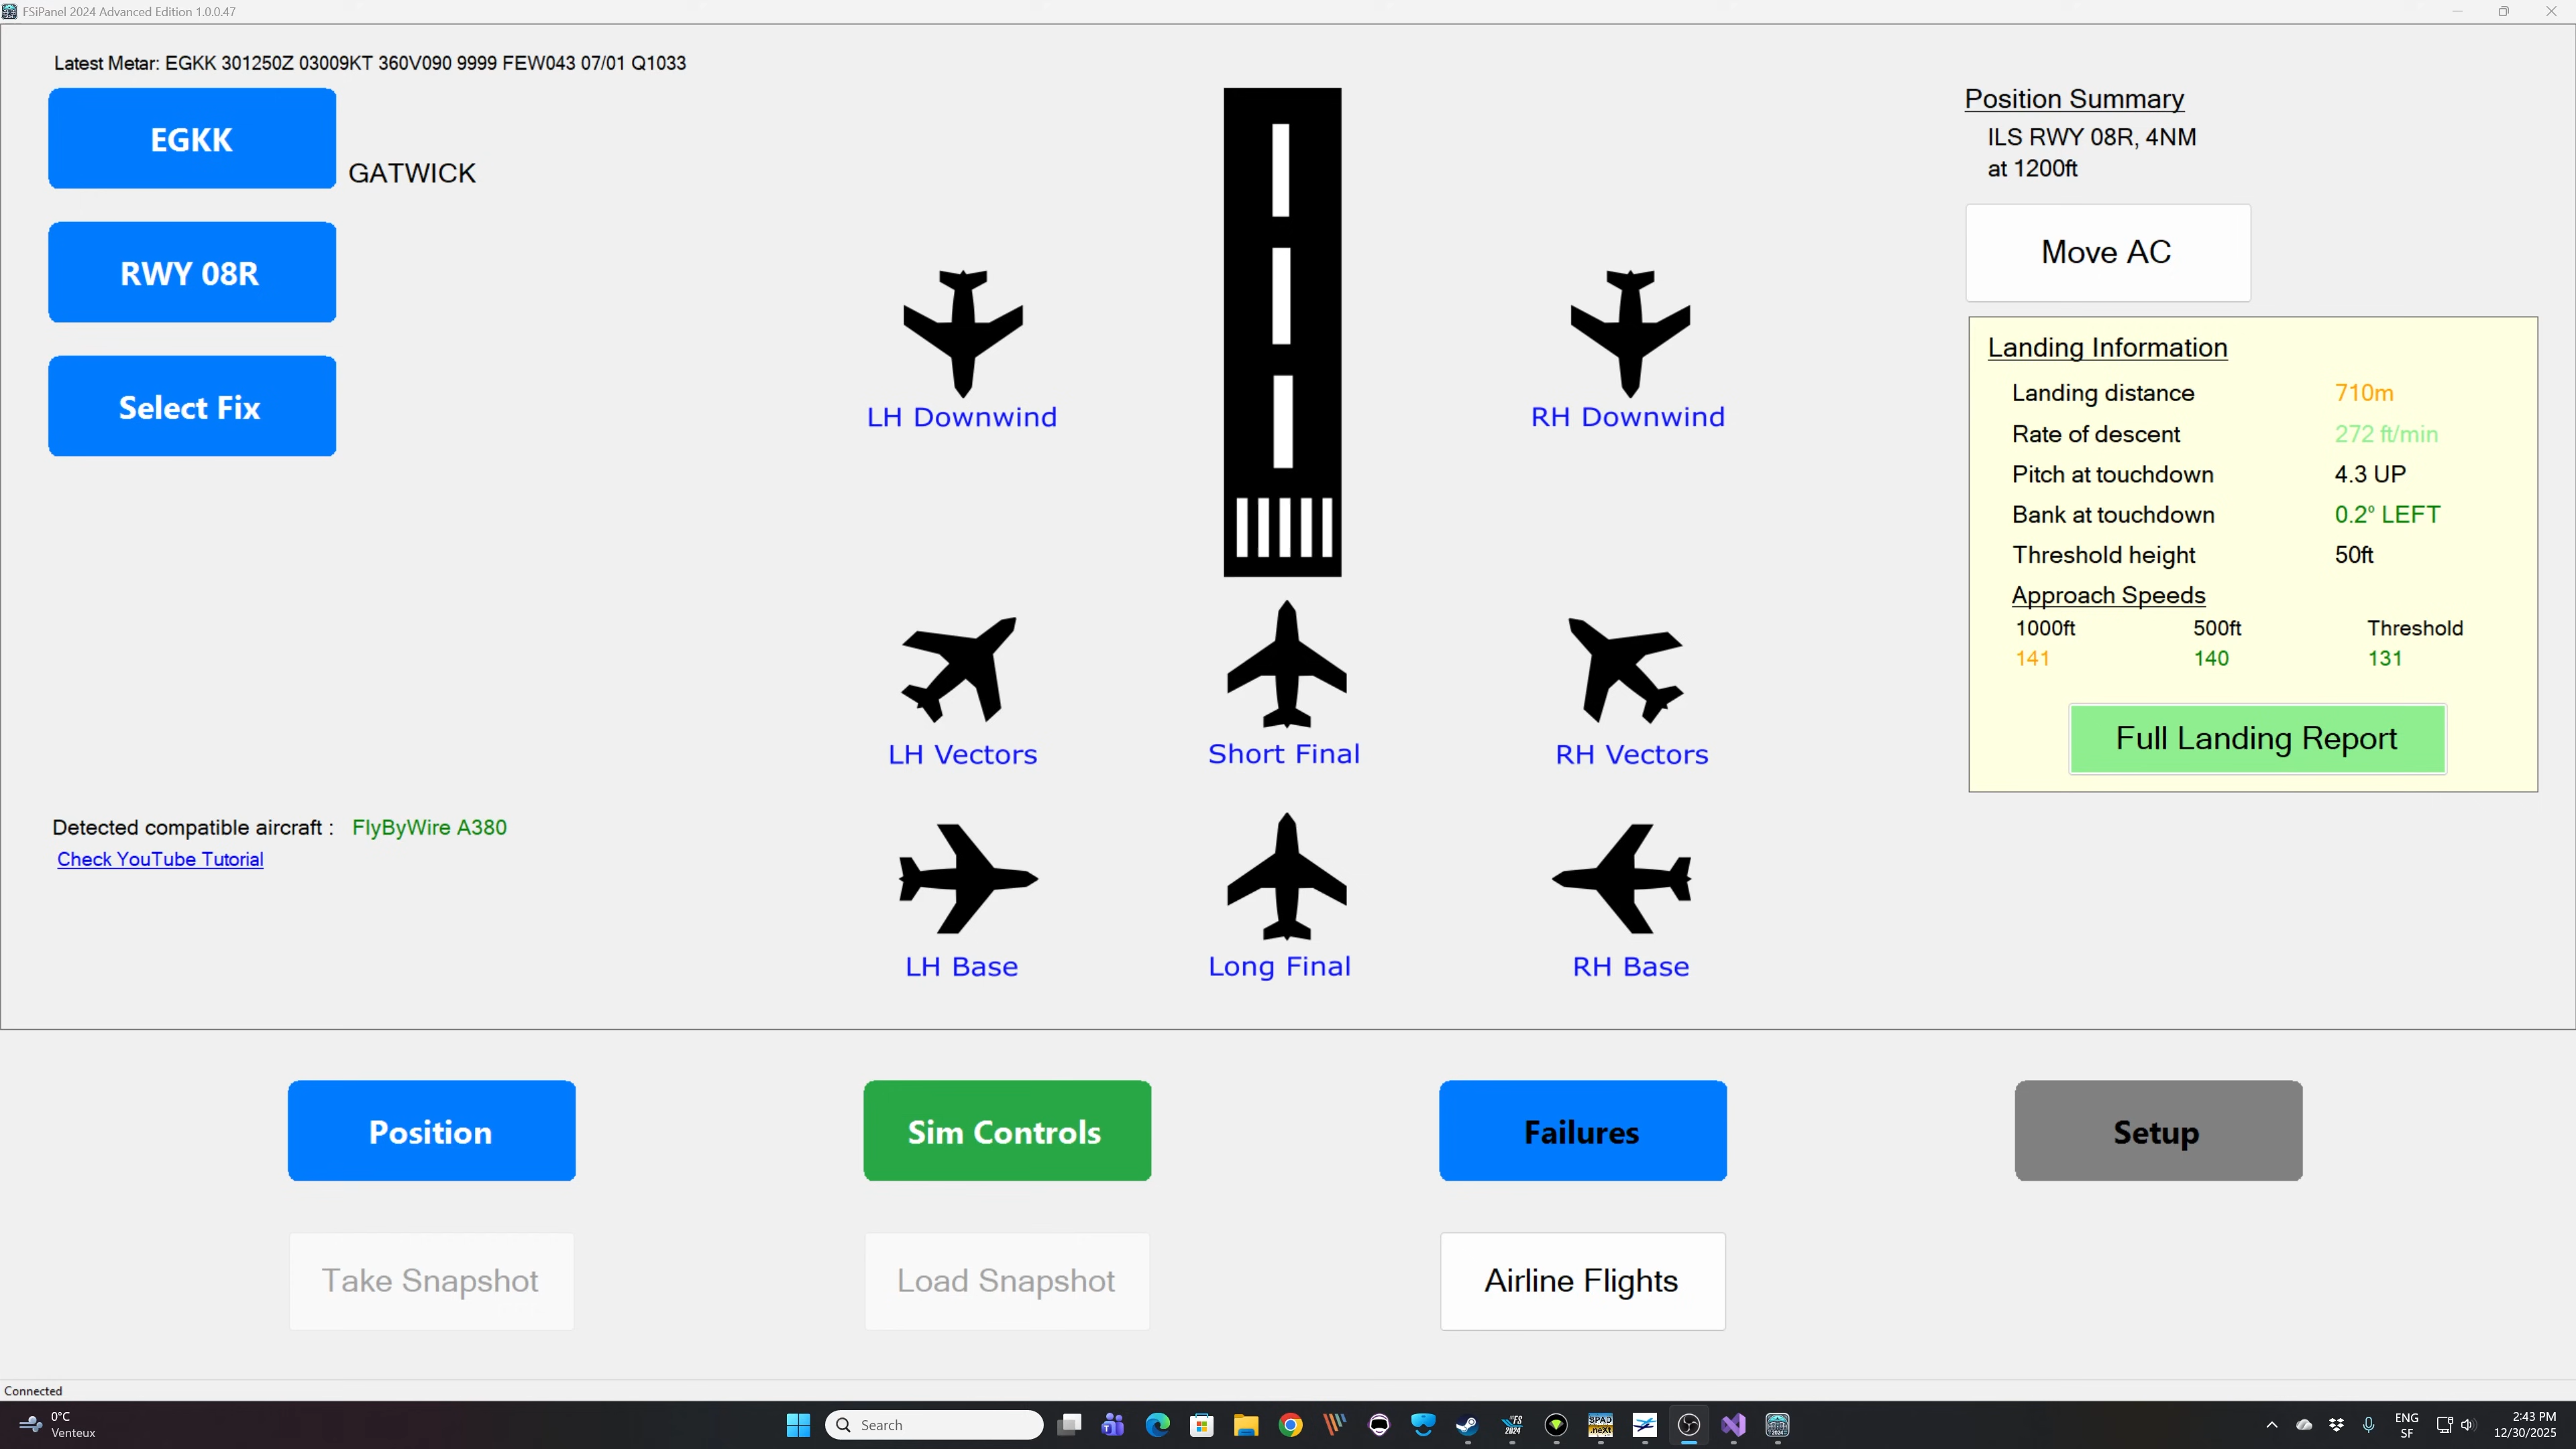 FSiPanel 2024 Advanced Edition 1.0.0.47
Latest Metar: EGKK 301250Z 03009KT 360V090 9999 FEW043 07/01 Q1033
EGKK
GATWICK
RWY 08R
Select Fix
LH Downwind
RH Downwind
LH Vectors
Short Final
RH Vectors
LH Base
Long Final
RH Base
Detected compatible aircraft : FlyByWire A380
Check YouTube Tutorial
Position Summary
ILS RWY 08R, 4NM
at 1200ft
Move AC
Landing Information
Landing distance 710m
Rate of descent 272 ft/min
Pitch at touchdown 4.3 UP
Bank at touchdown 0.2° LEFT
Threshold height 50ft
Approach Speeds
1000ft 500ft Threshold
141 140 131
Full Landing Report
Position
Sim Controls
Failures
Setup
Take Snapshot
Load Snapshot
Airline Flights
Connected
0°C
Venteux
Search
FS
2024
SPAD
.neXt
ENG
SF
2:43 PM
12/30/2025